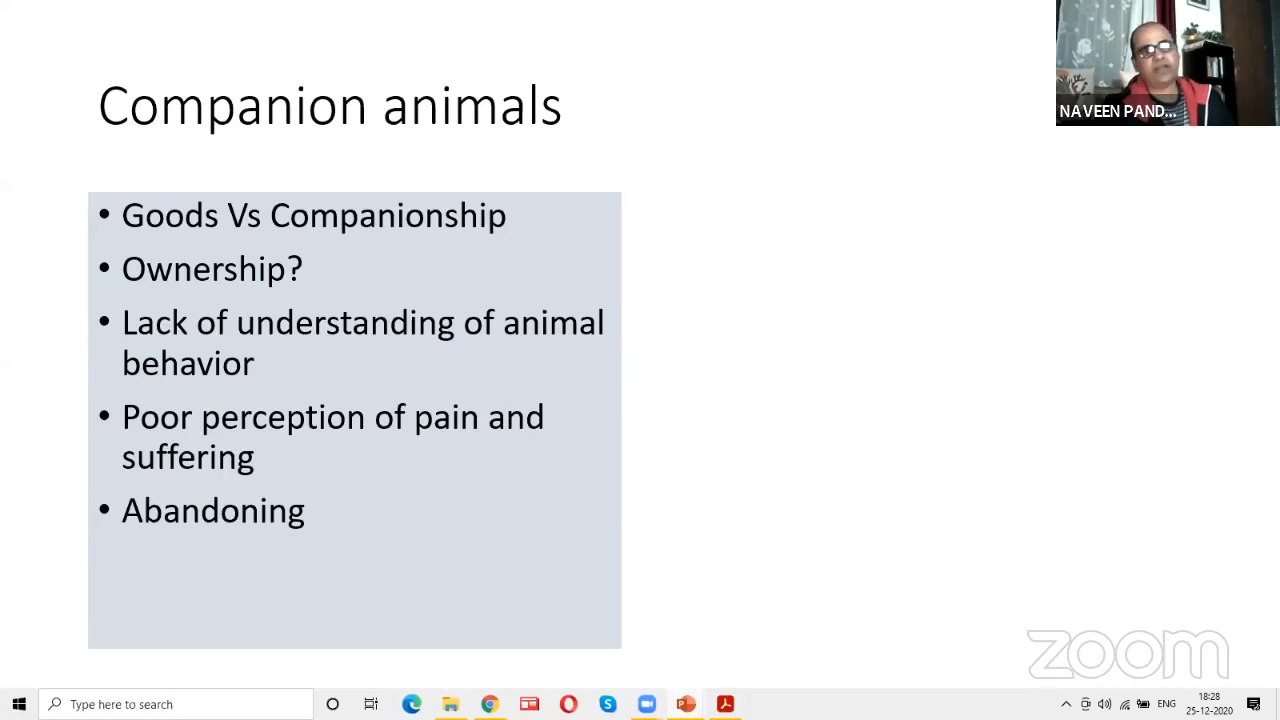 Companion animals
NAVEEN PAND...
• Goods Vs Companionship
• Ownership?
• Lack of understanding of animal
behavior
• Poor perception of pain and
suffering
• Abandoning
zoom
Type here to search
ENG
18:28
25-12-2020